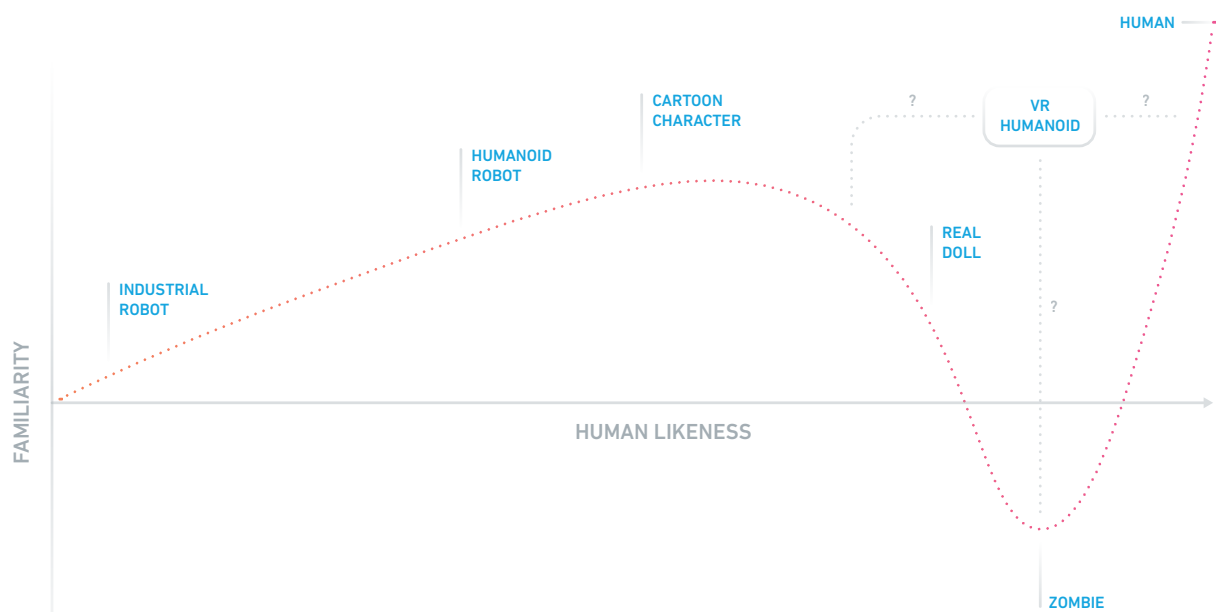 HUMAN
CARTOON
CHARACTER
?
VR
HUMANOID
?
HUMANOID
ROBOT
REAL
DOLL
INDUSTRIAL
ROBOT
?
FAMILIARITY
HUMAN LIKENESS
ZOMBIE